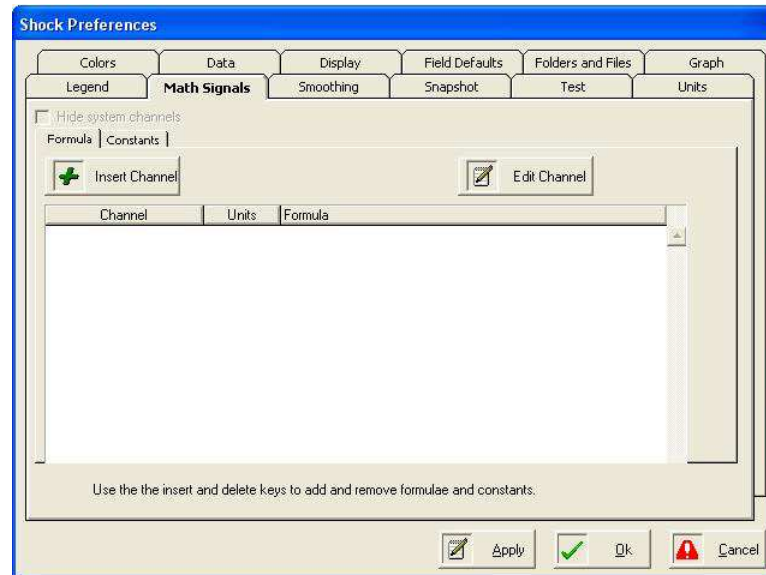 Shock Preferences
Colors Data Display Field Defaults Folders and Files Graph
Legend Math Signals Smoothing Snapshot Test Units
Hide system channels
Formula Constants
Insert Channel Edit Channel
Channel Units Formula
Use the the insert and delete keys to add and remove formulae and constants.
Apply Ok Cancel